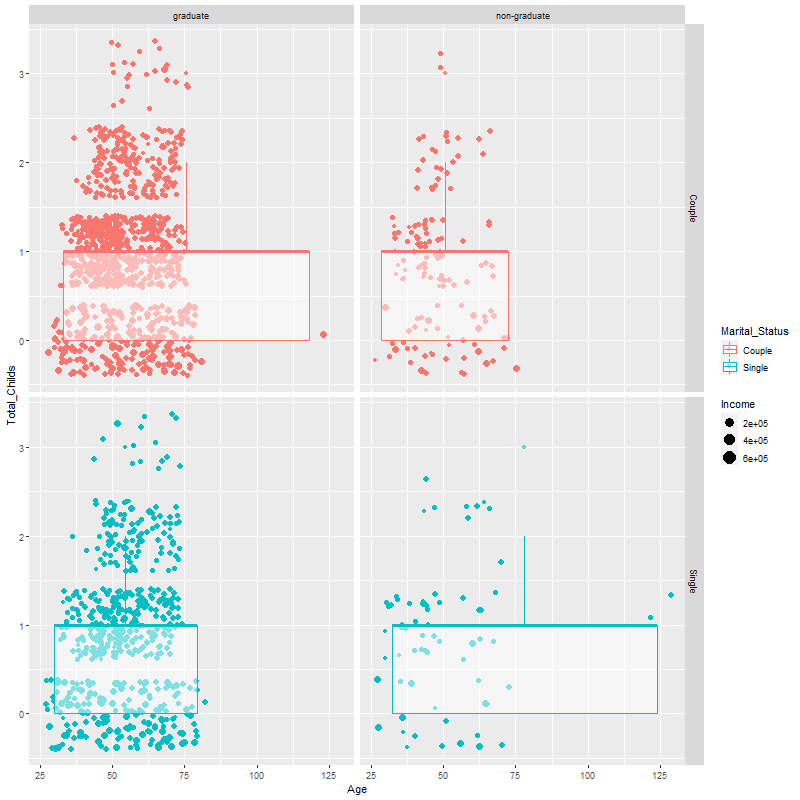 graduate non-graduate
3
2
1
0
Couple
3
2
1
0
Single
Total_Childs
25 50 75 100 125 25 50 75 100 125
Age
Marital_Status
Couple
Single
Income
2e+05
4e+05
6e+05